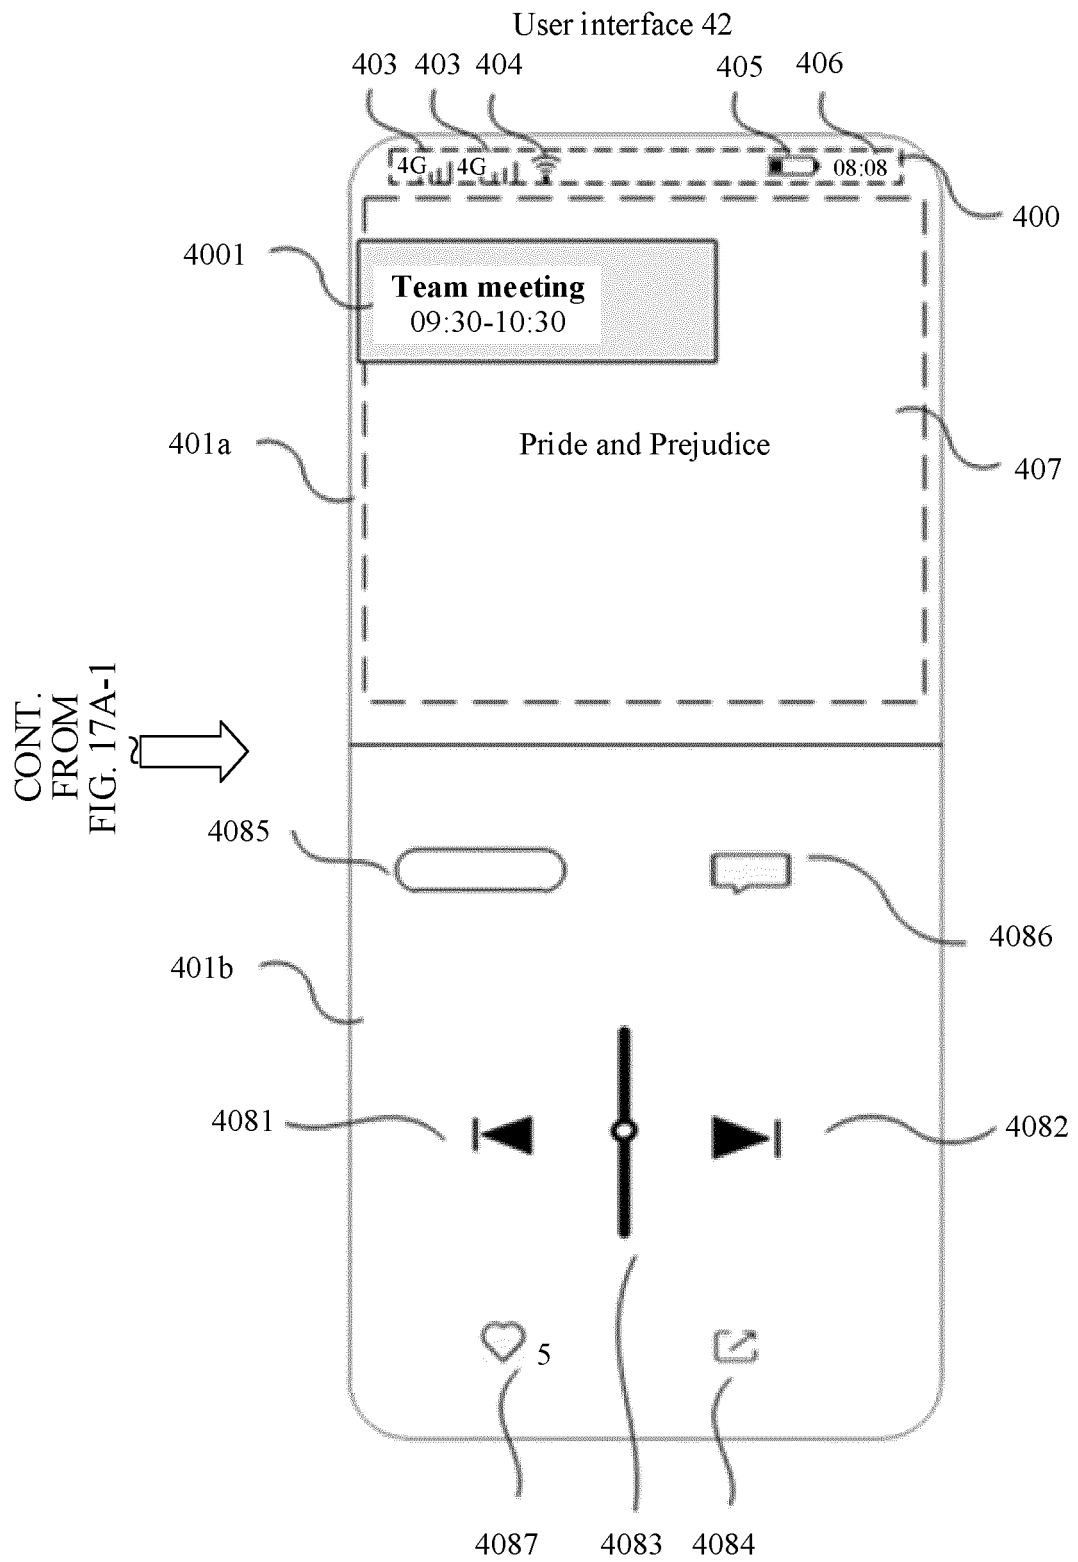 User interface 42
403 403 404 405 406
4G 4G 08:08
400
4001
Team meeting
09:30-10:30
401a
Pride and Prejudice
407
CONT.
FROM
FIG. 17A-1
4085
4086
401b
4081
4082
5
4087 4083 4084